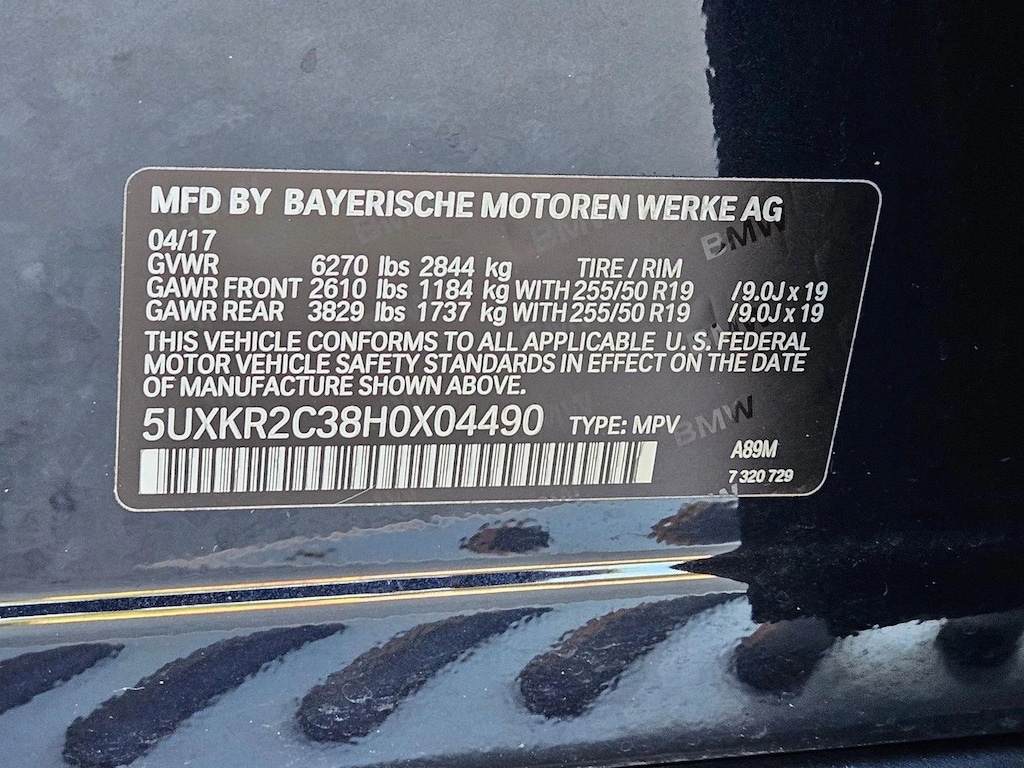 MFD BY BAYERISCHE MOTOREN WERKE AG
04/17
GVWR 6270 lbs 2844 kg TIRE / RIM
GAWR FRONT 2610 lbs 1184 kg WITH 255/50 R19 /9.0J x 19
GAWR REAR 3829 lbs 1737 kg WITH 255/50 R19 /9.0J x 19
THIS VEHICLE CONFORMS TO ALL APPLICABLE U. S. FEDERAL
MOTOR VEHICLE SAFETY STANDARDS IN EFFECT ON THE DATE
OF MANUFACTURE SHOWN ABOVE.
5UXKR2C38H0X04490 TYPE: MPV
A89M
7 320 729
BMW
BMW
BMW